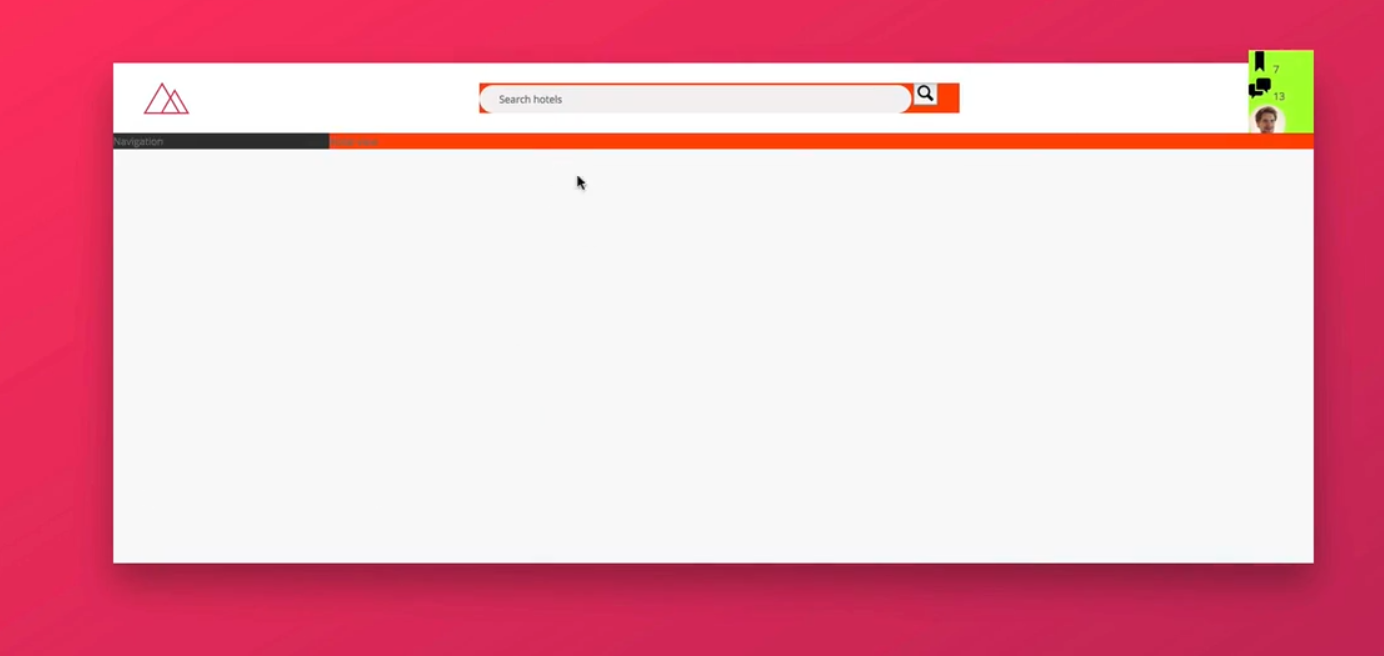 Search hotels
7
13
Navigation